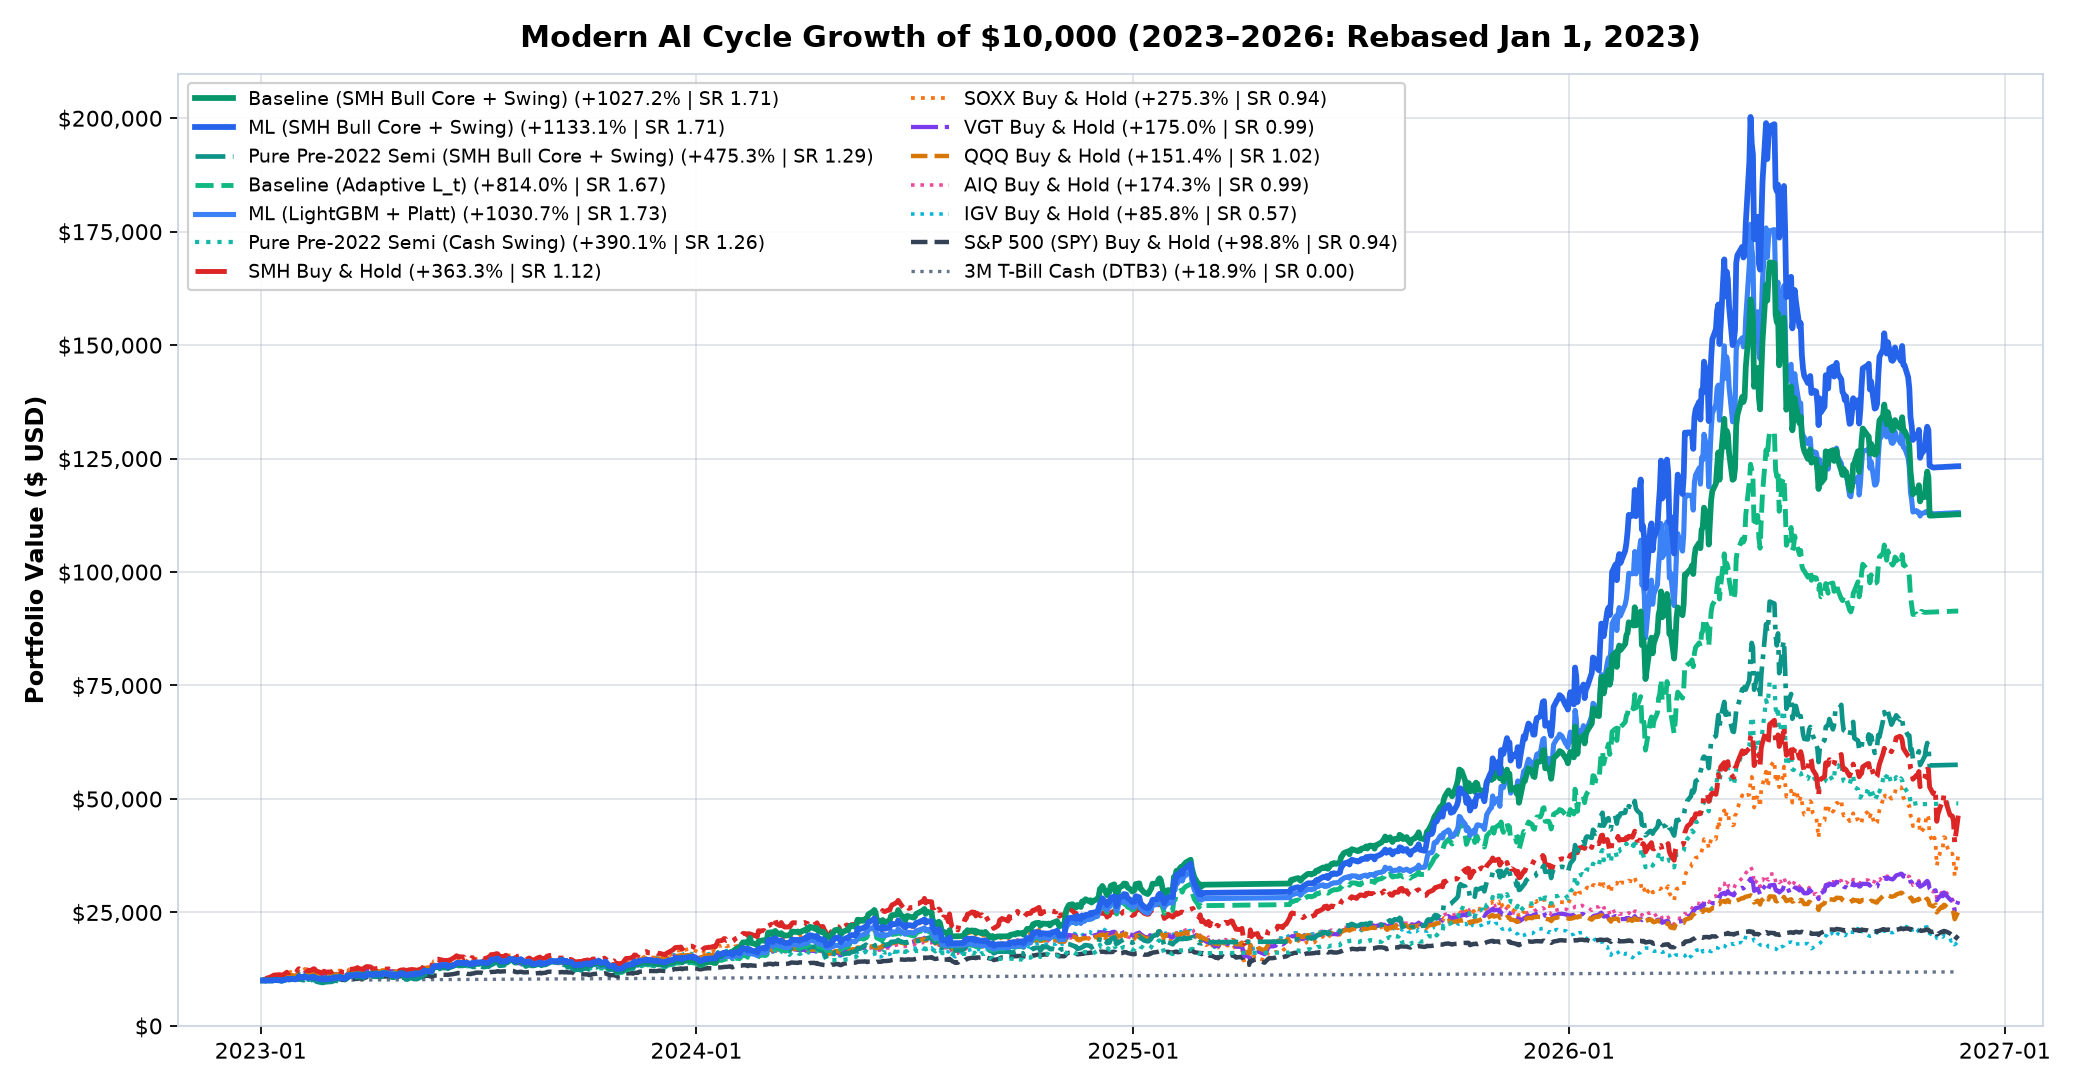 Modern AI Cycle Growth of $10,000 (2023–2026: Rebased Jan 1, 2023)
Baseline (SMH Bull Core + Swing) (+1027.2% | SR 1.71)
ML (SMH Bull Core + Swing) (+1133.1% | SR 1.71)
Pure Pre-2022 Semi (SMH Bull Core + Swing) (+475.3% | SR 1.29)
Baseline (Adaptive L_t) (+814.0% | SR 1.67)
ML (LightGBM + Platt) (+1030.7% | SR 1.73)
Pure Pre-2022 Semi (Cash Swing) (+390.1% | SR 1.26)
SMH Buy & Hold (+363.3% | SR 1.12)
SOXX Buy & Hold (+275.3% | SR 0.94)
VGT Buy & Hold (+175.0% | SR 0.99)
QQQ Buy & Hold (+151.4% | SR 1.02)
AIQ Buy & Hold (+174.3% | SR 0.99)
IGV Buy & Hold (+85.8% | SR 0.57)
S&P 500 (SPY) Buy & Hold (+98.8% | SR 0.94)
3M T-Bill Cash (DTB3) (+18.9% | SR 0.00)
Portfolio Value ($ USD)
$200,000
$175,000
$150,000
$125,000
$100,000
$75,000
$50,000
$25,000
$0
2023-01
2024-01
2025-01
2026-01
2027-01